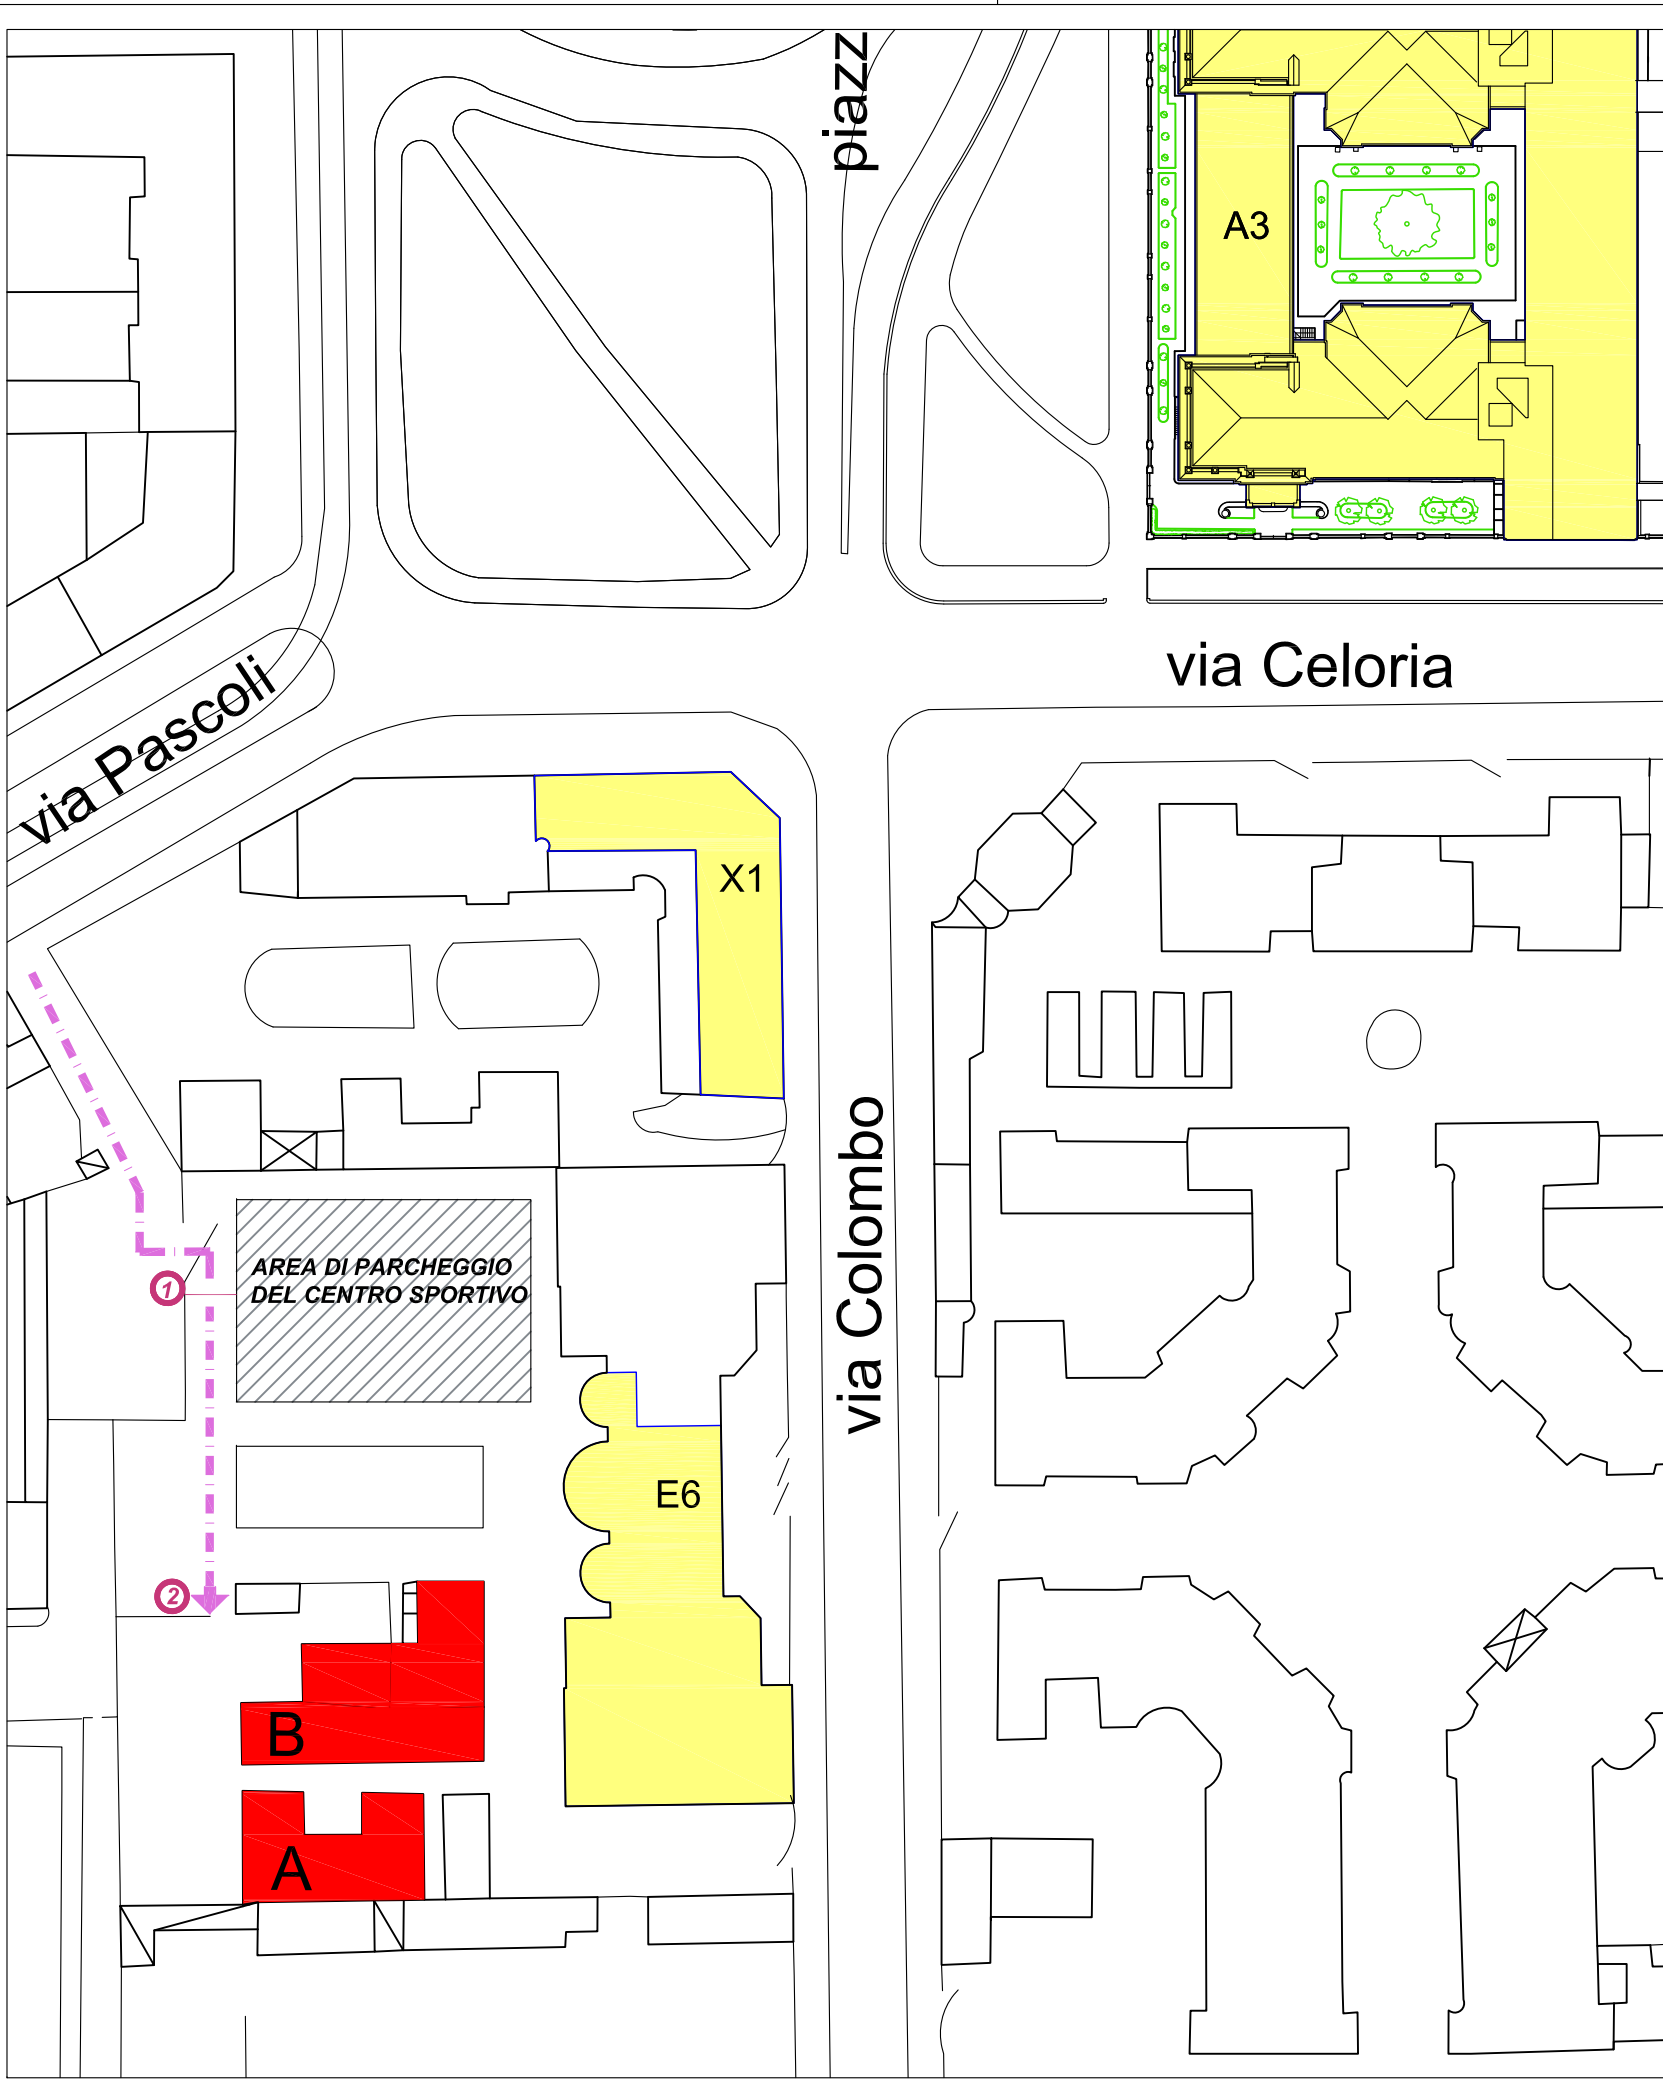 piazz
A3
via Celoria
via Pascoli
X1
via Colombo
AREA DI PARCHEGGIO
DEL CENTRO SPORTIVO
1
E6
2
B
A